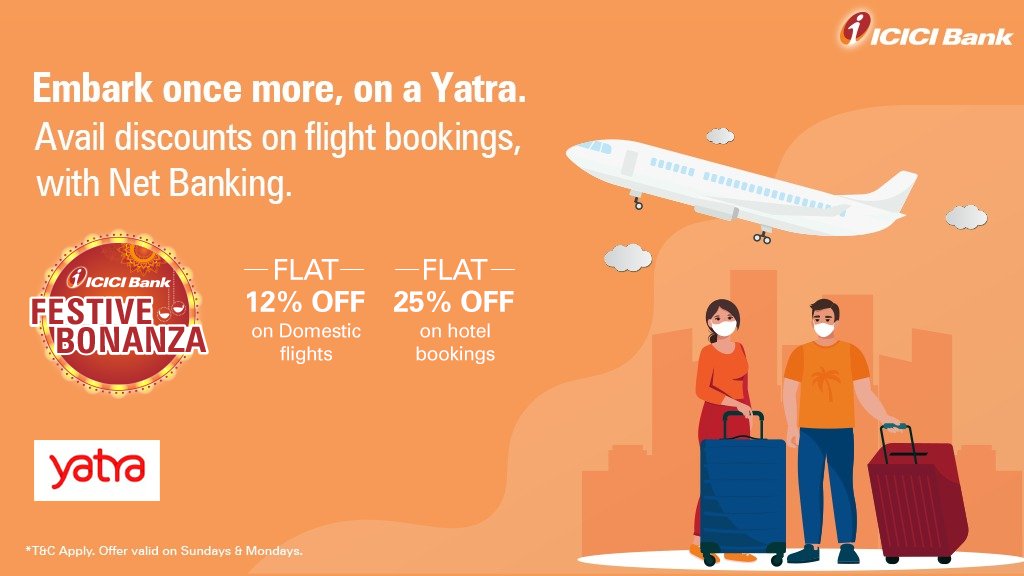 ICICI Bank
Embark once more, on a Yatra.
Avail discounts on flight bookings,
with Net Banking.
ICICI Bank
FESTIVE
BONANZA
FLAT
12% OFF
on Domestic
flights
FLAT
25% OFF
on hotel
bookings
yatra
*T&C Apply. Offer valid on Sundays & Mondays.